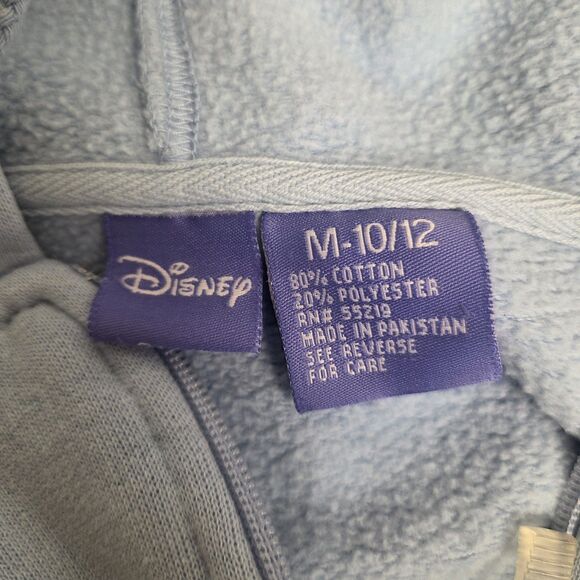 Disney
M-10/12
80% COTTON
20% POLYESTER
RN# 55219
MADE IN PAKISTAN
SEE REVERSE
FOR CARE